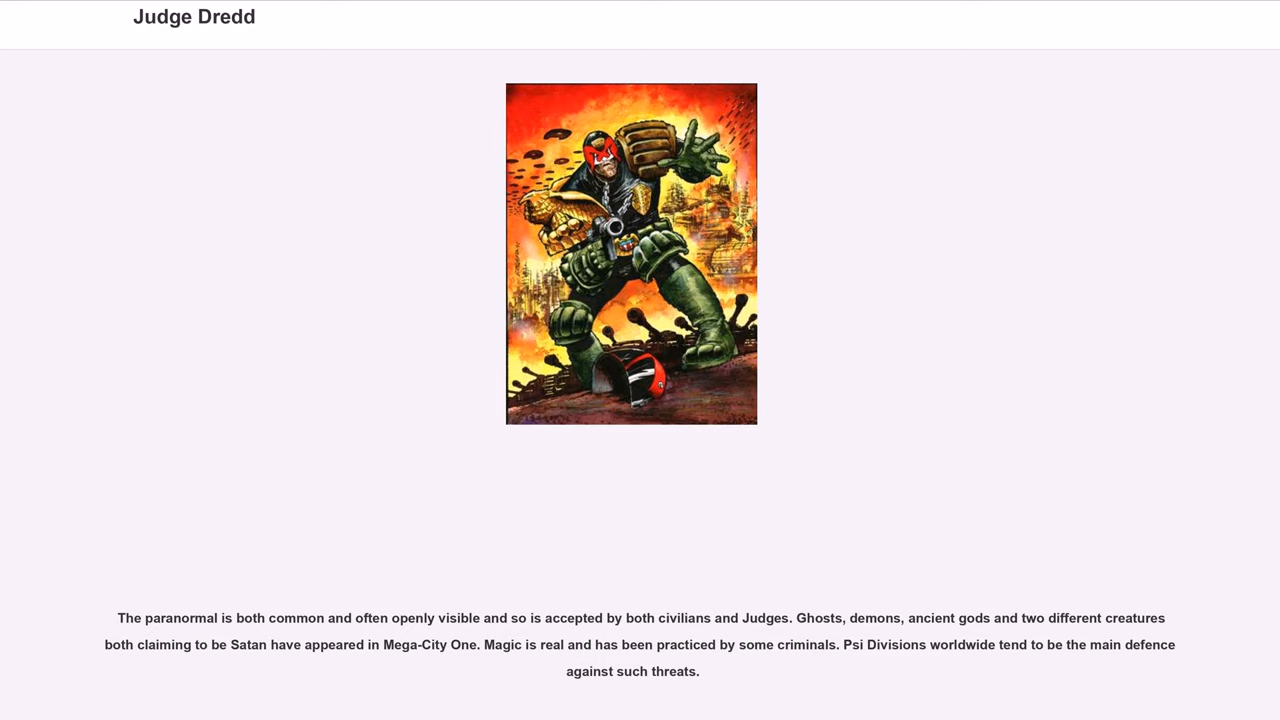 Judge Dredd
The paranormal is both common and often openly visible and so is accepted by both civilians and Judges. Ghosts, demons, ancient gods and two different creatures
both claiming to be Satan have appeared in Mega-City One. Magic is real and has been practiced by some criminals. Psi Divisions worldwide tend to be the main defence
against such threats.